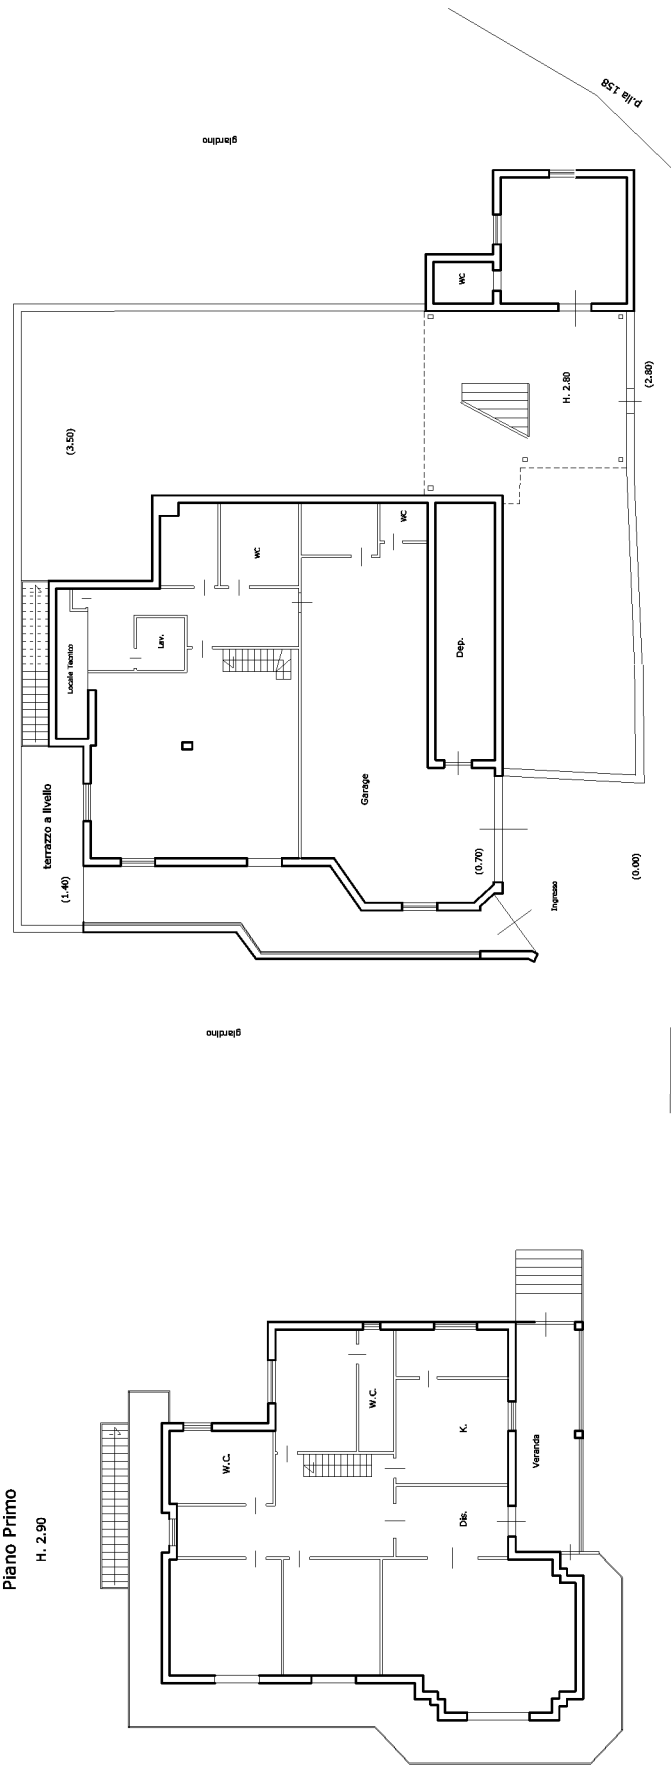 p.lla 158
giardino
WC
H. 2.80
(2.80)
(3.50)
WC
WC
Lav.
Locale Tecnico
Dep.
Garage
terrazzo a livello
(1.40)
(0.70)
(0.00)
Ingresso
giardino
Piano Primo
H. 2.90
W.C.
W.C.
K.
Veranda
Dis.